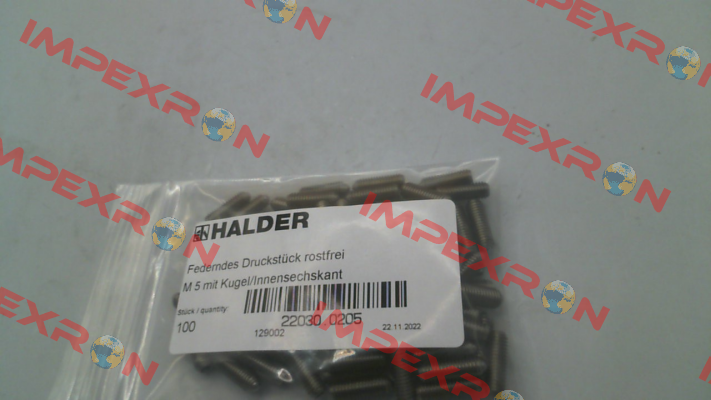 HALDER
Federndes Druckstück rostfrei
M 5 mit Kugel/Innensechskant
Stück / quantity:
100
22030 0205
129002
22.11.2022
IMPEXRON
IMPEXRON
IMPEXRON
IMPEXRON
IMPEXRON
IMPEXRON